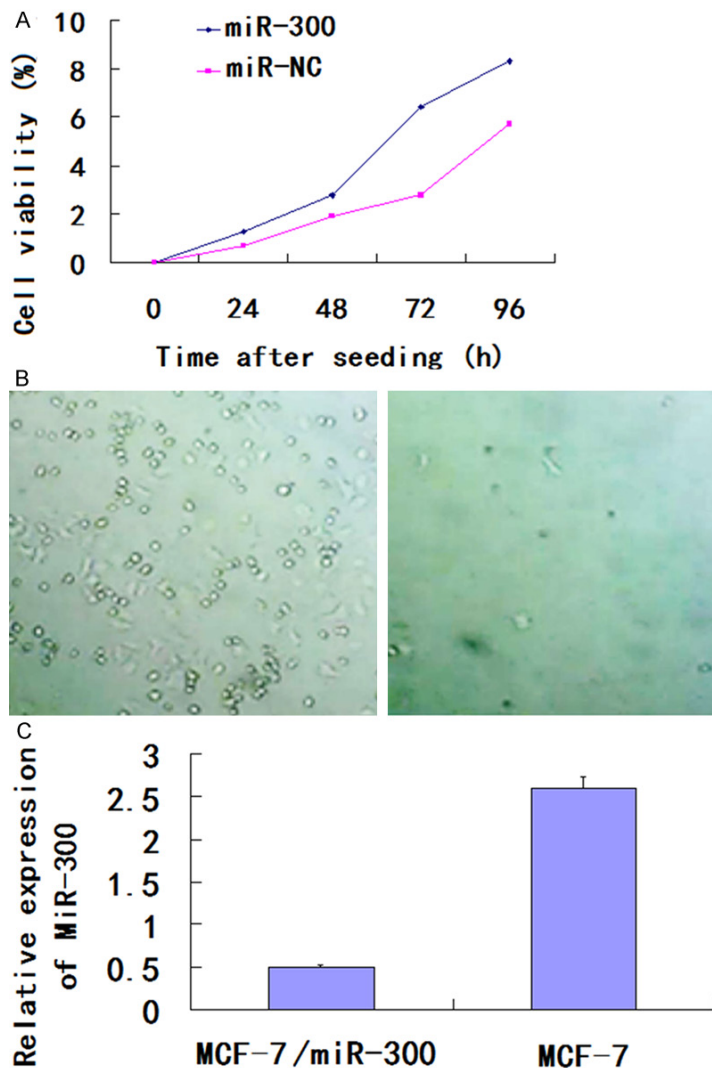 A
Cell viability (%)
10
8
6
4
2
0
miR-300
miR-NC
0 24 48 72 96
Time after seeding (h)
B
C
Relative expression
of MiR-300
3
2.5
2
1.5
1
0.5
0
MCF-7/miR-300 MCF-7